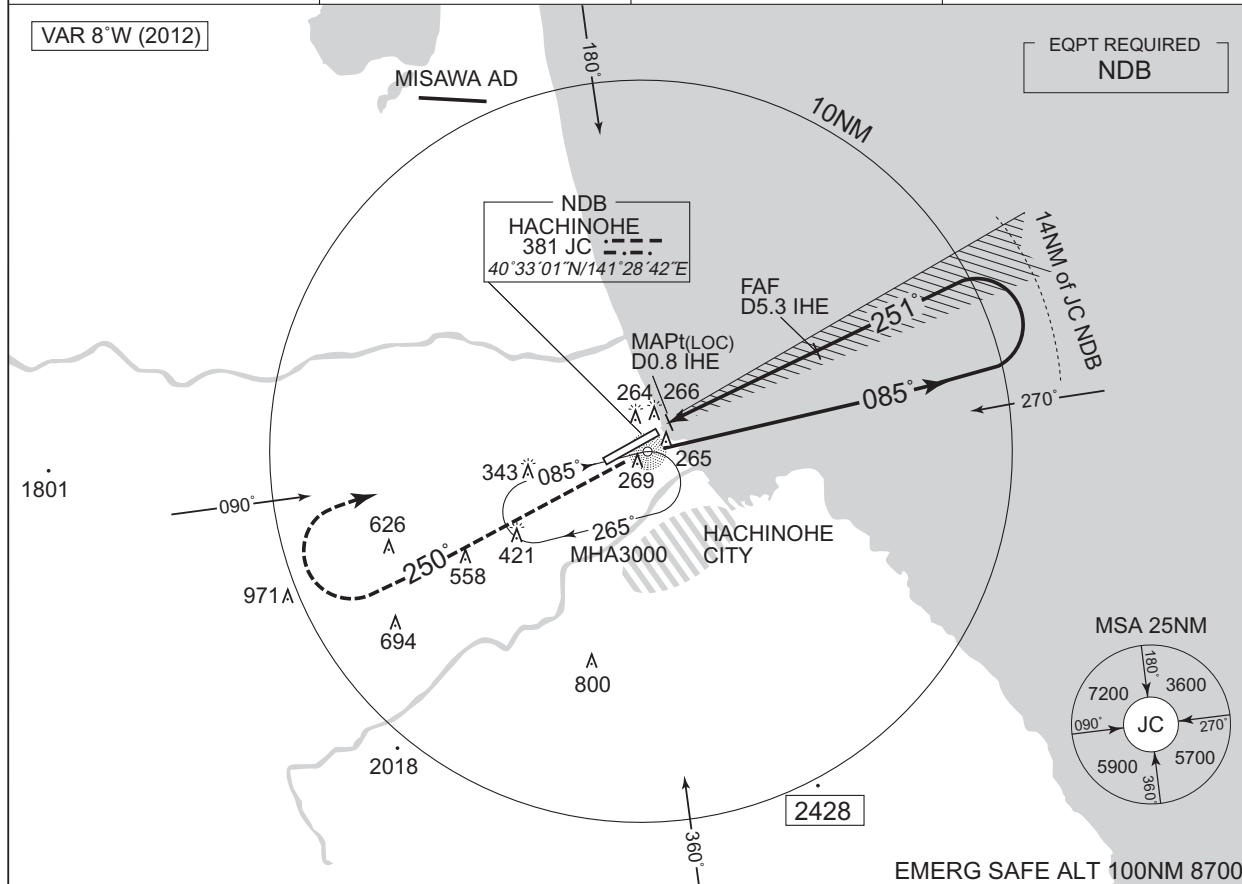 VAR 8°W (2012)
180°
EQPT REQUIRED
NDB
MISAWA AD
10NM
NDB
HACHINOHE
381 JC
40°33´01˝N/141°28´42˝E
14NM of JC NDB
FAF
D5.3 IHE
251°
MAPt(LOC)
D0.8 IHE
085°
270°
264
266
265
269
343
085°
1801
090°
265°
HACHINOHE
CITY
626
421
MHA3000
250°
558
971
694
800
MSA 25NM
180°
7200
3600
090°
JC
270°
5900
5700
360°
2018
2428
360°
EMERG SAFE ALT 100NM 8700